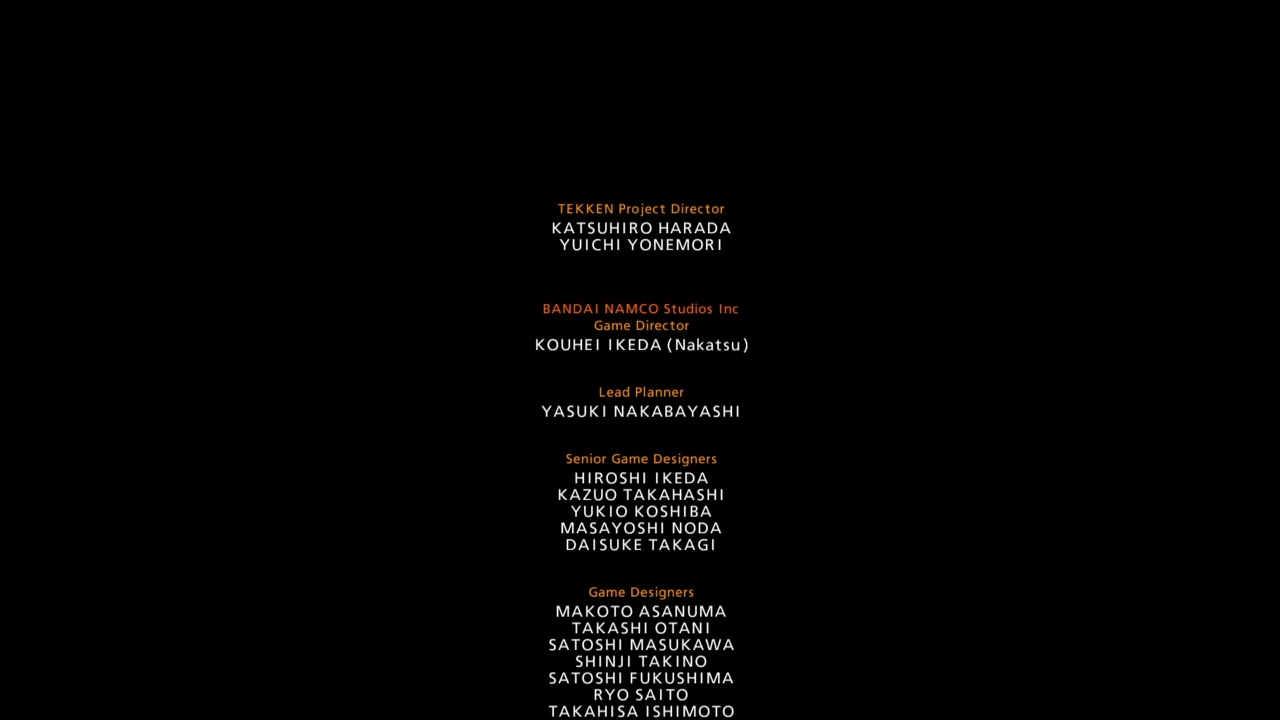 TEKKEN Project Director
KATSUHIRO HARADA
YUICHI YONEMORI
BANDAI NAMCO Studios Inc
Game Director
KOUHEI IKEDA (Nakatsu)
Lead Planner
YASUKI NAKABAYASHI
Senior Game Designers
HIROSHI IKEDA
KAZUO TAKAHASHI
YUKIO KOSHIBA
MASAYOSHI NODA
DAISUKE TAKAGI
Game Designers
MAKOTO ASANUMA
TAKASHI OTANI
SATOSHI MASUKAWA
SHINJI TAKINO
SATOSHI FUKUSHIMA
RYO SAITO
TAKAHISA ISHIMOTO